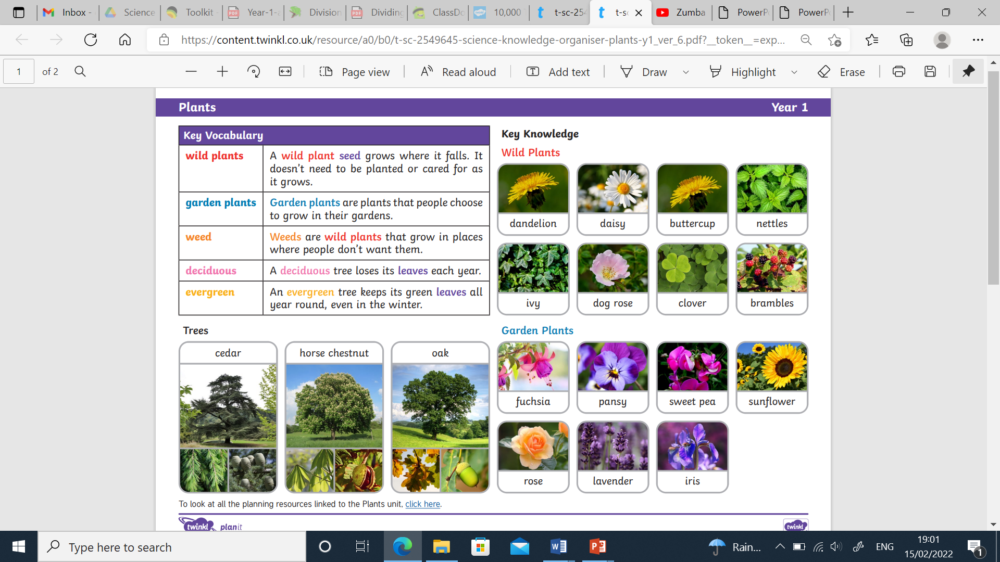 Inbox -
Science
Toolkit -
Year-1-a
Division
Dividing
ClassDo
10,000
t-sc-254
t-sc
Zumba
PowerPo
PowerPo
https://content.twinkl.co.uk/resource/a0/b0/t-sc-2549645-science-knowledge-organiser-plants-y1_ver_6.pdf?__token__=exp...
1 of 2
Page view
Read aloud
Add text
Draw
Highlight
Erase
Plants
Year 1
Key Vocabulary
wild plants
A wild plant seed grows where it falls. It
doesn't need to be planted or cared for as
it grows.
garden plants
Garden plants are plants that people choose
to grow in their gardens.
weed
Weeds are wild plants that grow in places
where people don't want them.
deciduous
A deciduous tree loses its leaves each year.
evergreen
An evergreen tree keeps its green leaves all
year round, even in the winter.
Trees
cedar
horse chestnut
oak
Key Knowledge
Wild Plants
dandelion
daisy
buttercup
nettles
ivy
dog rose
clover
brambles
Garden Plants
fuchsia
pansy
sweet pea
sunflower
rose
lavender
iris
To look at all the planning resources linked to the Plants unit, click here.
twinkl planit
twinkl
Type here to search
Rain...
ENG
19:01
15/02/2022
1